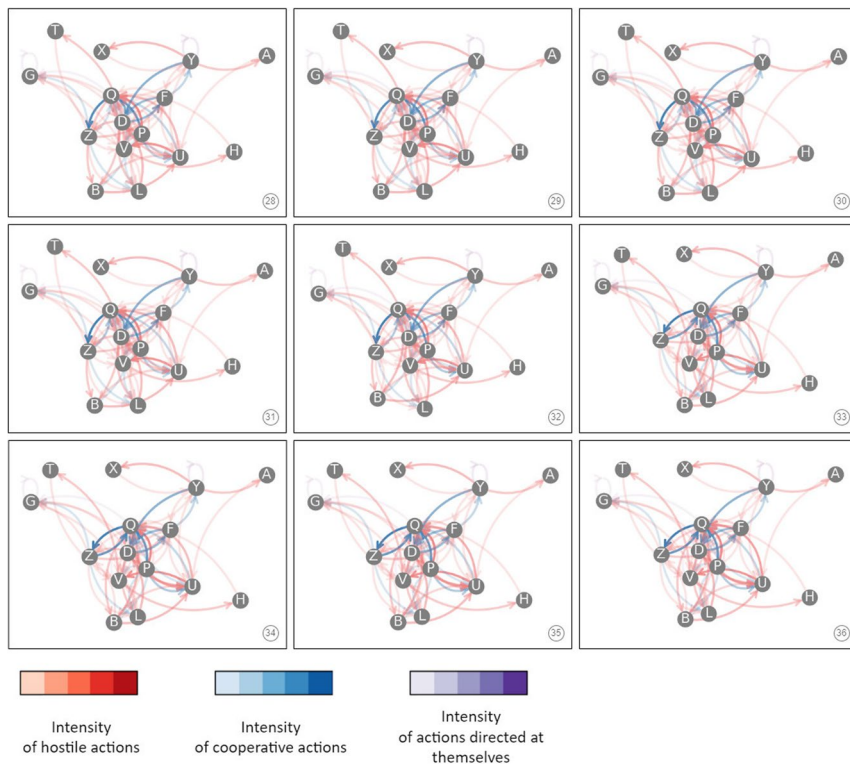 T
X
Y
A
G
Q
F
D
Z
P
V
U
H
B
L
28
T
X
Y
A
G
Q
F
D
Z
P
V
U
H
B
L
29
T
X
Y
A
G
Q
F
D
Z
P
V
U
H
B
L
30
T
X
Y
A
G
Q
F
D
Z
P
V
U
H
B
L
31
T
X
Y
A
G
Q
F
D
Z
P
V
U
H
B
L
32
T
X
Y
A
G
Q
F
D
Z
P
V
U
H
B
L
33
T
X
Y
A
G
Q
F
D
Z
P
V
U
H
B
L
34
T
X
Y
A
G
Q
F
D
Z
P
V
U
H
B
L
35
T
X
Y
A
G
Q
F
D
Z
P
V
U
H
B
L
36
Intensity
of hostile actions
Intensity
of cooperative actions
Intensity
of actions directed at
themselves